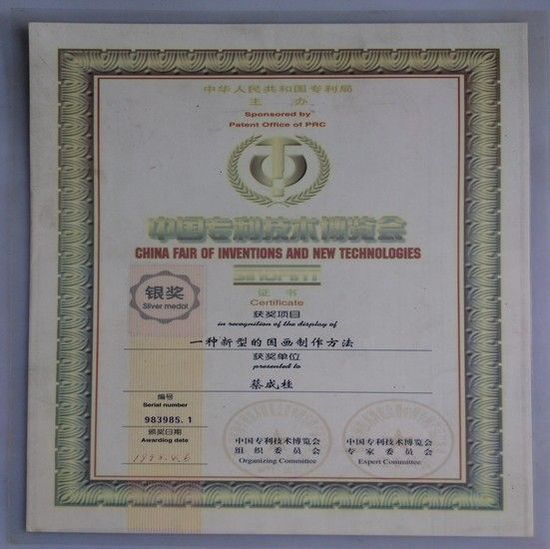 中华人民共和国专利局
主 办
Sponsored by
Patent Office of PRC
中国专利技术博览会
CHINA FAIR OF INVENTIONS AND NEW TECHNOLOGIES
证 书
Certificate
银奖
Silver medal
获奖项目
in recognition of the display of
一种新型的国画制作方法
获奖单位
presented to
蔡成桂
编号
Serial number
983985.1
颁奖日期
Awarding date
中国专利技术博览会
组织委员会
Organizing Committee
中国专利技术博览会
专家委员会
Expert Committee